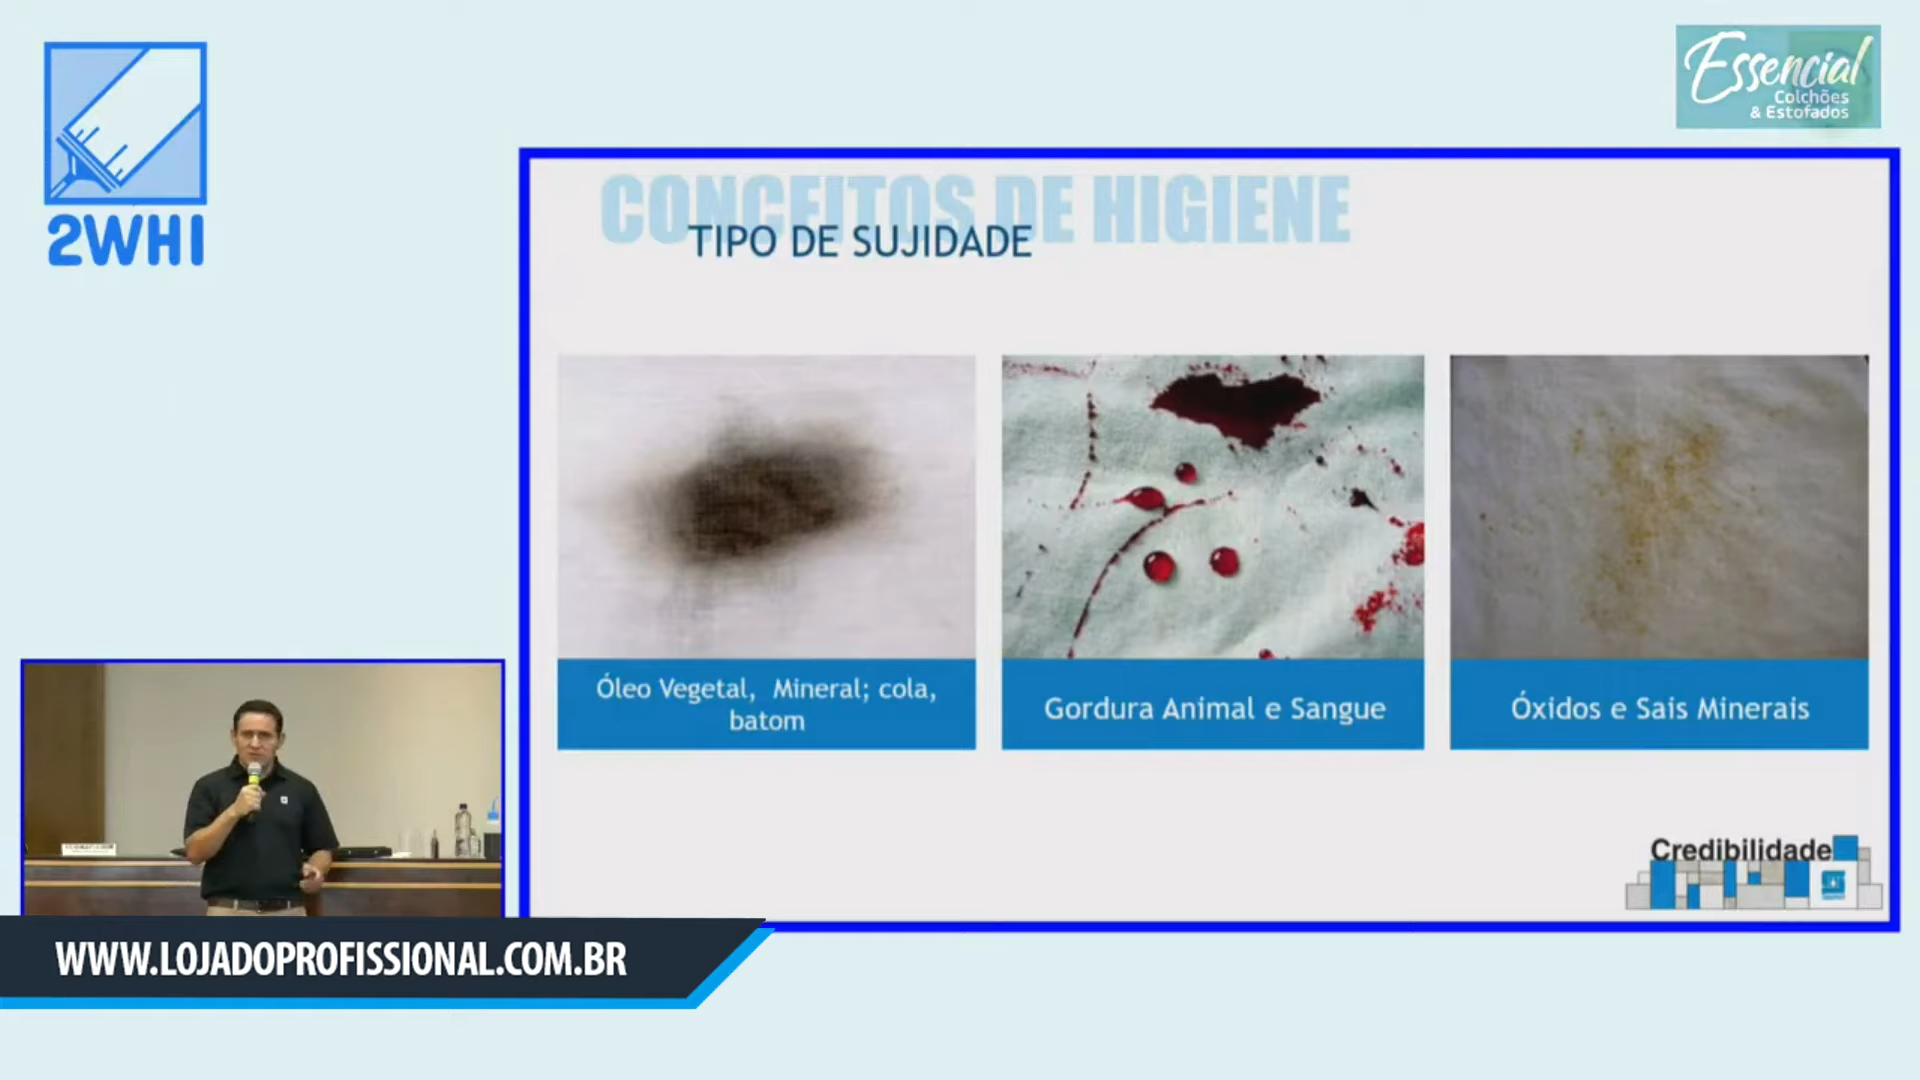 2WHI
Essencial
Colchões
& Estofados
CONCEITOS DE HIGIENE
TIPO DE SUJIDADE
Óleo Vegetal, Mineral; cola,
batom
Gordura Animal e Sangue
Óxidos e Sais Minerais
Credibilidade
WWW.LOJADOPROFISSIONAL.COM.BR